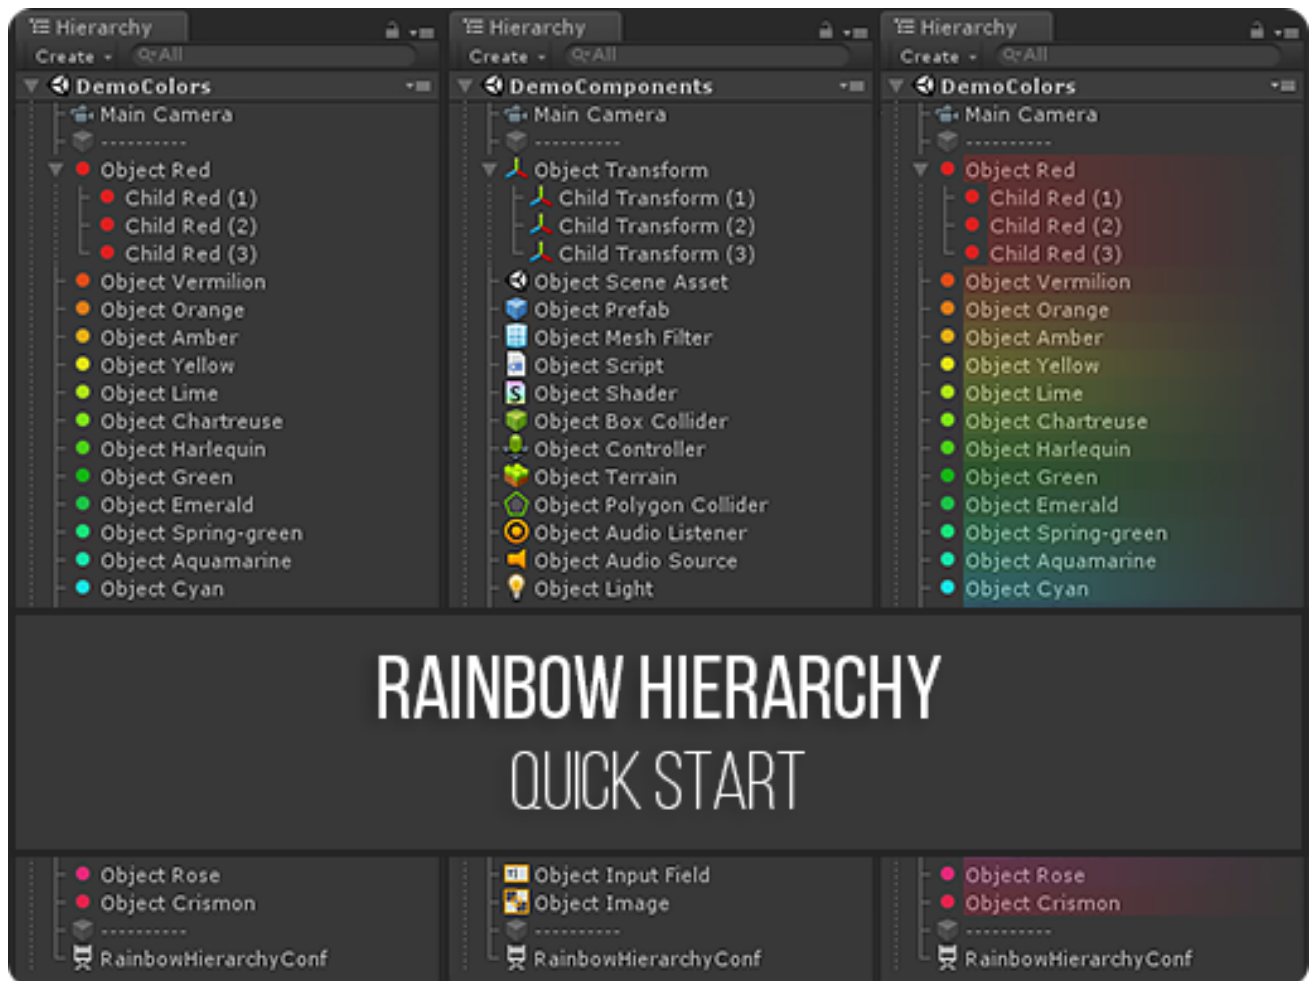 Hierarchy
Create
All
DemoColors
Main Camera
----------
Object Red
Child Red (1)
Child Red (2)
Child Red (3)
Object Vermilion
Object Orange
Object Amber
Object Yellow
Object Lime
Object Chartreuse
Object Harlequin
Object Green
Object Emerald
Object Spring-green
Object Aquamarine
Object Cyan
Hierarchy
Create
All
DemoComponents
Main Camera
----------
Object Transform
Child Transform (1)
Child Transform (2)
Child Transform (3)
Object Scene Asset
Object Prefab
Object Mesh Filter
Object Script
S Object Shader
Object Box Collider
Object Controller
Object Terrain
Object Polygon Collider
Object Audio Listener
Object Audio Source
Object Light
Hierarchy
Create
All
DemoColors
Main Camera
----------
Object Red
Child Red (1)
Child Red (2)
Child Red (3)
Object Vermilion
Object Orange
Object Amber
Object Yellow
Object Lime
Object Chartreuse
Object Harlequin
Object Green
Object Emerald
Object Spring-green
Object Aquamarine
Object Cyan
RAINBOW HIERARCHY
QUICK START
Object Rose
Object Crismon
----------
RainbowHierarchyConf
Object Input Field
Object Image
----------
RainbowHierarchyConf
Object Rose
Object Crismon
----------
RainbowHierarchyConf